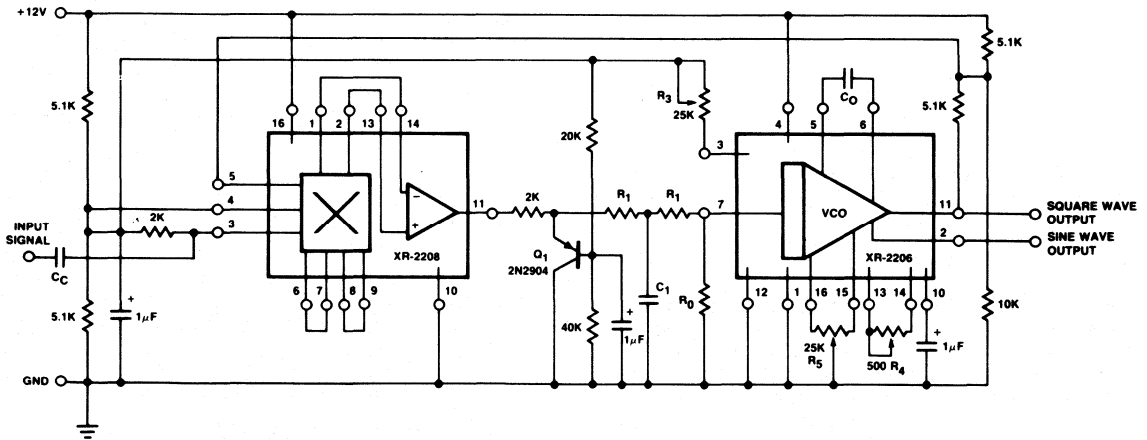 +12V
5.1K
16
1
2
13
14
R3
25K
CO
5.1K
5.1K
4
5
6
3
20K
5
4
3
2K
INPUT
SIGNAL
CC
11
2K
R1
R1
7
VCO
11
SQUARE WAVE
OUTPUT
2
SINE WAVE
OUTPUT
XR-2208
XR-2206
Q1
2N2904
6
7
8
9
10
12
1
16
15
13
14
10
5.1K
+
1μF
40K
+
1μF
C1
R0
25K
R5
500 R4
+
1μF
10K
−
+
GND